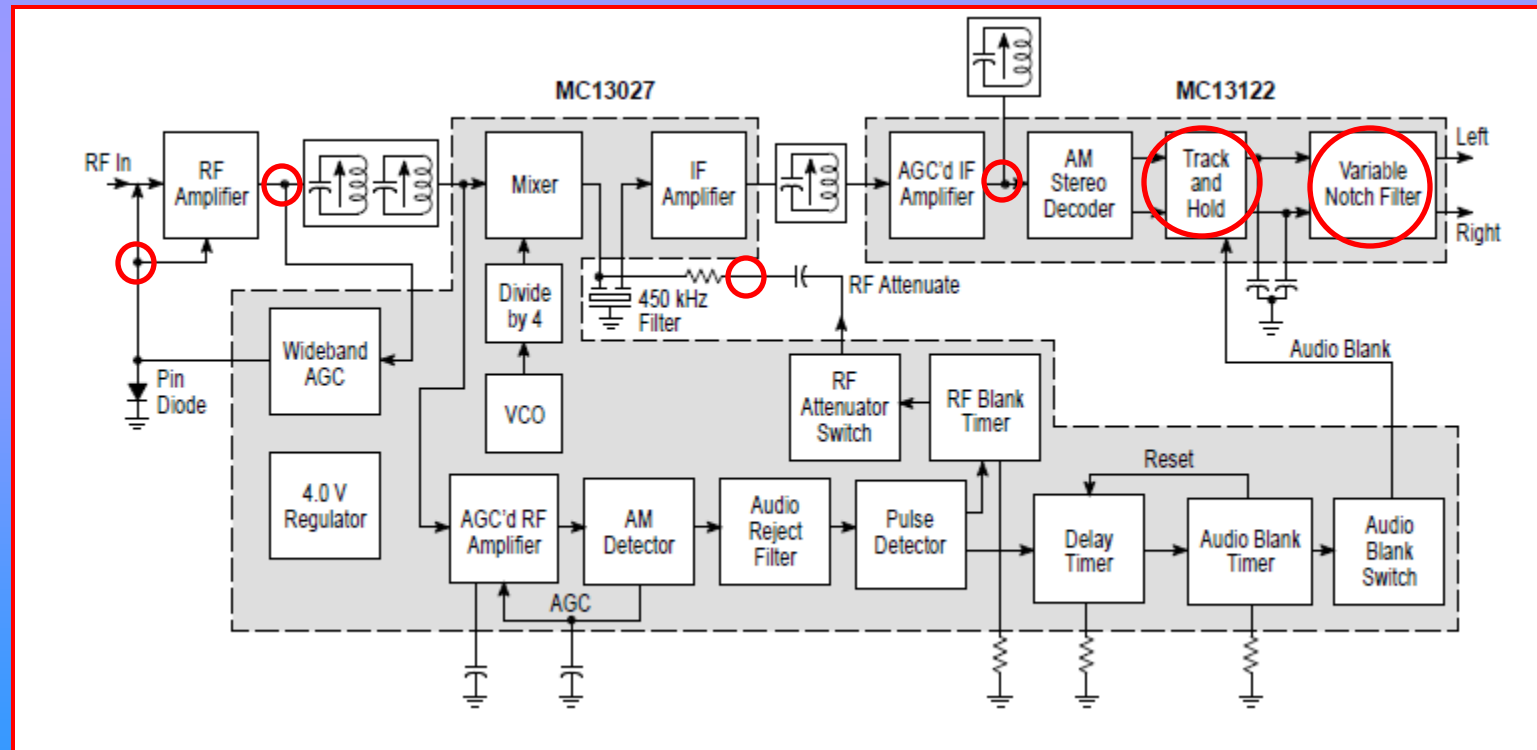 MC13027
MC13122
RF In
RF
Amplifier
Mixer
IF
Amplifier
AGC'd IF
Amplifier
AM
Stereo
Decoder
Track
and
Hold
Variable
Notch Filter
Left
Right
Divide
by 4
450 kHz
Filter
RF Attenuate
Wideband
AGC
Pin
Diode
VCO
RF
Attenuator
Switch
RF Blank
Timer
Audio Blank
4.0 V
Regulator
AGC'd RF
Amplifier
AM
Detector
Audio
Reject
Filter
Pulse
Detector
Reset
Delay
Timer
Audio Blank
Timer
Audio
Blank
Switch
AGC